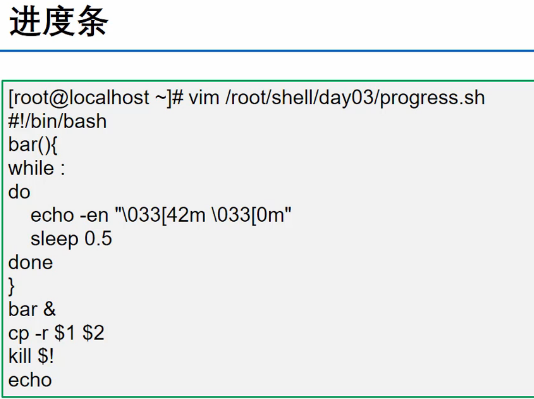 进度条
[root@localhost ~]# vim /root/shell/day03/progress.sh
#!/bin/bash
bar(){
while :
do
    echo -en "\033[42m \033[0m"
    sleep 0.5
done
}
bar &
cp -r $1 $2
kill $!
echo